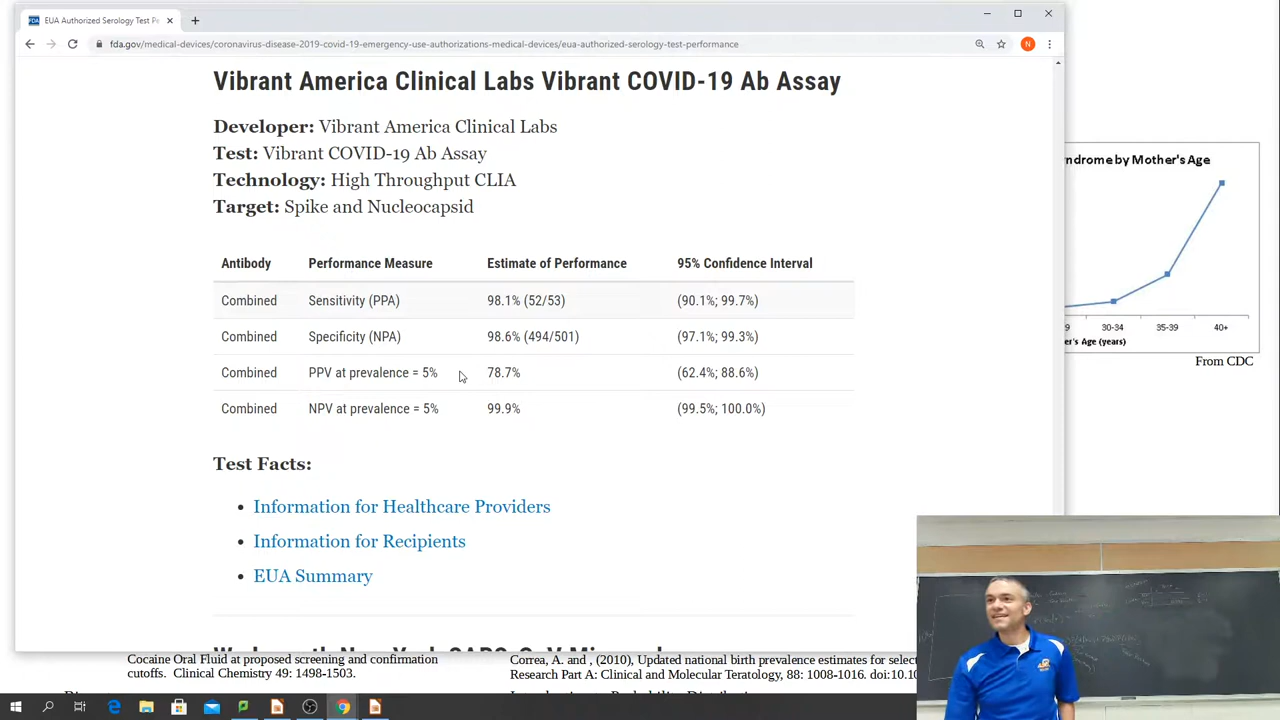 EUA Authorized Serology Test Pe
fda.gov/medical-devices/coronavirus-disease-2019-covid-19-emergency-use-authorizations-medical-devices/eua-authorized-serology-test-performance
N
Vibrant America Clinical Labs Vibrant COVID-19 Ab Assay
Developer: Vibrant America Clinical Labs
Test: Vibrant COVID-19 Ab Assay
Technology: High Throughput CLIA
Target: Spike and Nucleocapsid
Antibody Performance Measure Estimate of Performance 95% Confidence Interval
Combined Sensitivity (PPA) 98.1% (52/53) (90.1%; 99.7%)
Combined Specificity (NPA) 98.6% (494/501) (97.1%; 99.3%)
Combined PPV at prevalence = 5% 78.7% (62.4%; 88.6%)
Combined NPV at prevalence = 5% 99.9% (99.5%; 100.0%)
Test Facts:
• Information for Healthcare Providers
• Information for Recipients
• EUA Summary
ndrome by Mother's Age
9 30-34 35-39 40+
er's Age (years)
From CDC
Cocaine Oral Fluid at proposed screening and confirmation
cutoffs. Clinical Chemistry 49: 1498-1503.
Correa, A. and , (2010), Updated national birth prevalence estimates for selec
Research Part A: Clinical and Molecular Teratology, 88: 1008-1016. doi:10.